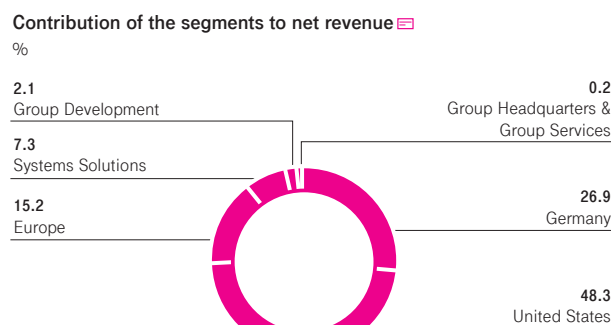 Contribution of the segments to net revenue
%
2.1
Group Development
7.3
Systems Solutions
15.2
Europe
0.2
Group Headquarters &
Group Services
26.9
Germany
48.3
United States